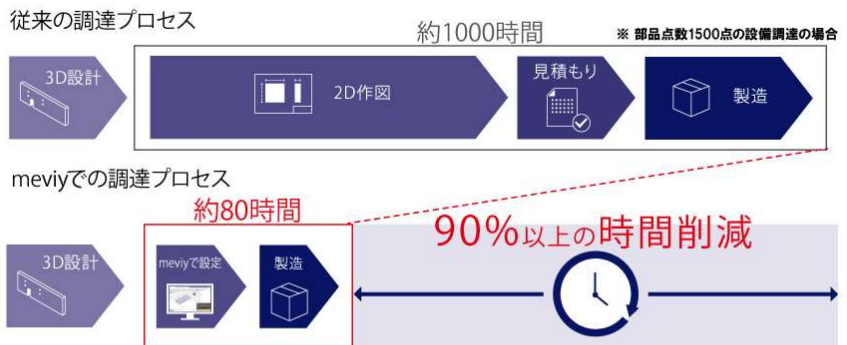 従来の調達プロセス
約1000時間
※ 部品点数1500点の設備調達の場合
3D設計
2D作図
見積もり
製造
meviyでの調達プロセス
約80時間
90%以上の時間削減
3D設計
meviyで設定
製造